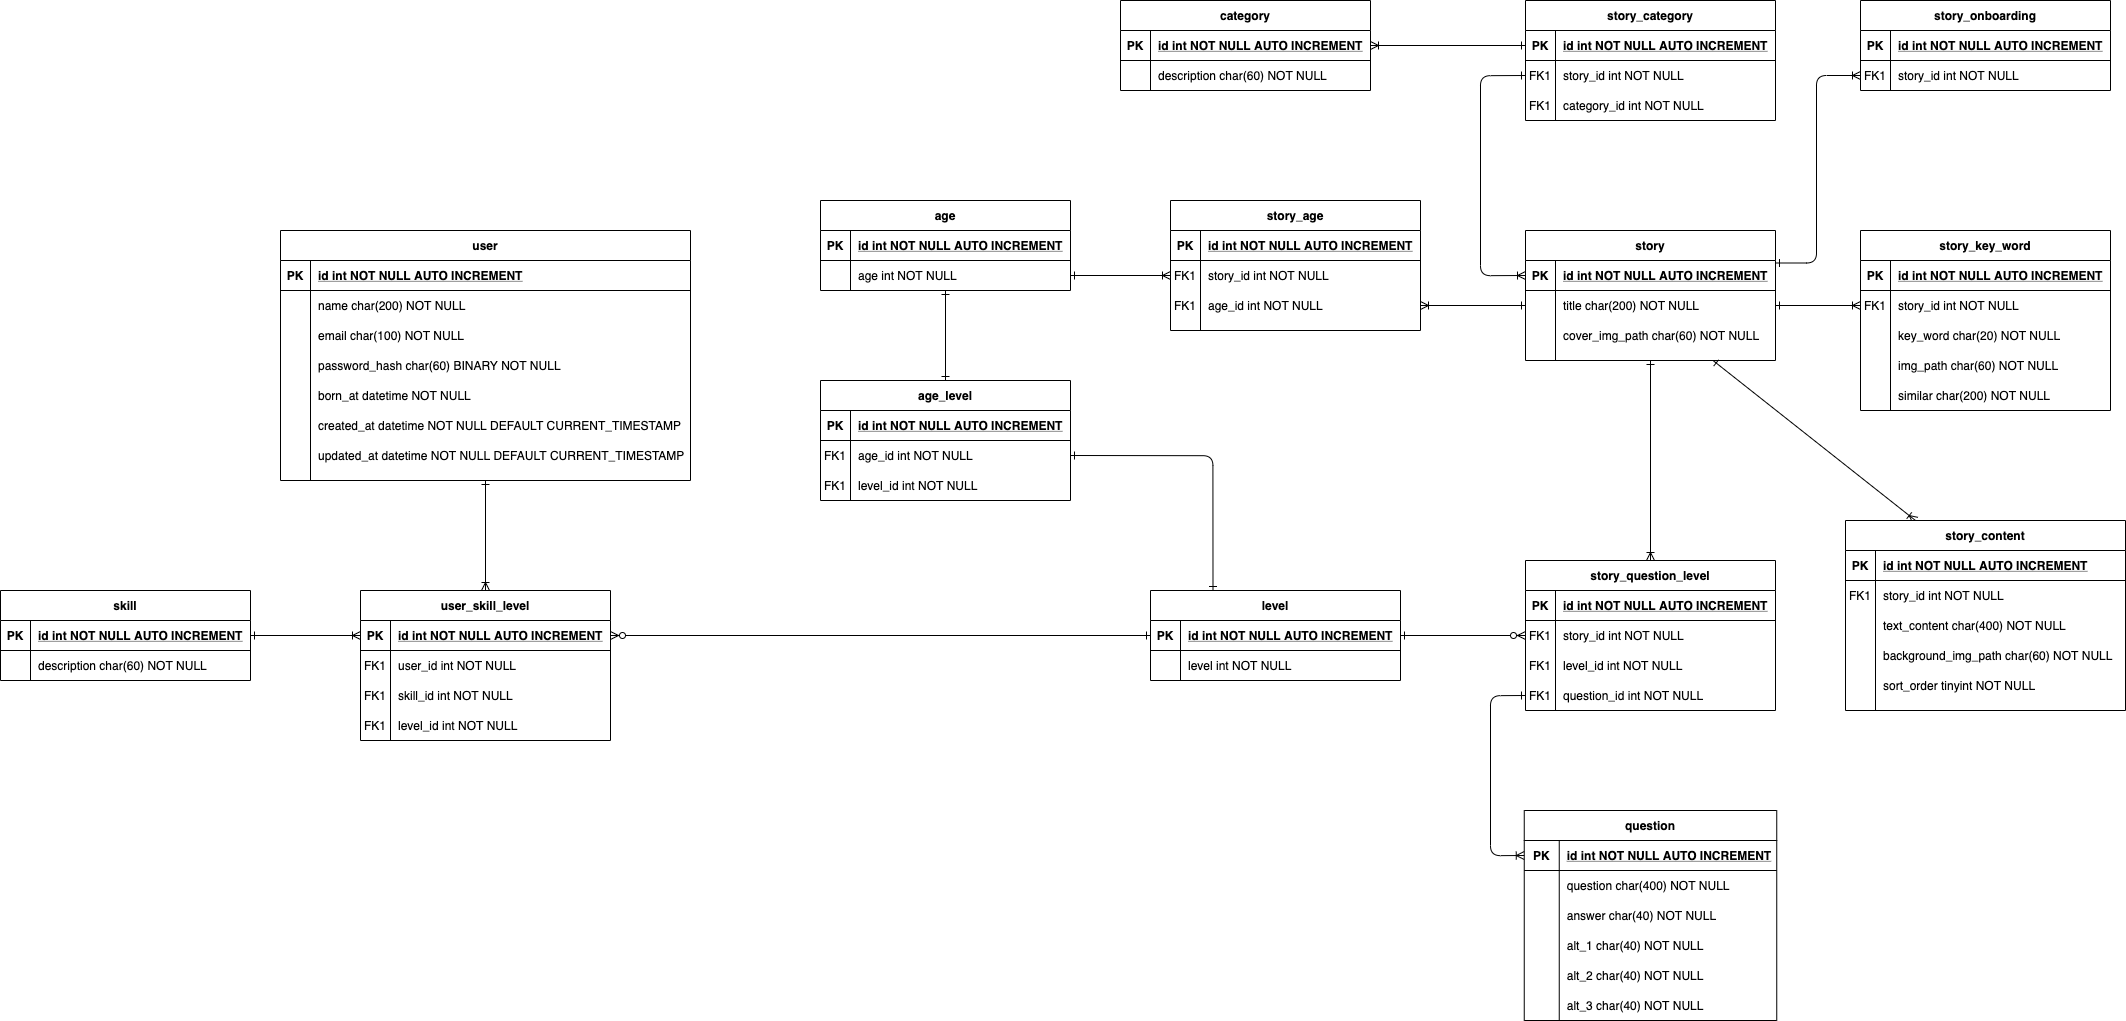 category
PK id int NOT NULL AUTO INCREMENT
description char(60) NOT NULL
story_category
PK id int NOT NULL AUTO INCREMENT
FK1 story_id int NOT NULL
FK1 category_id int NOT NULL
story_onboarding
PK id int NOT NULL AUTO INCREMENT
FK1 story_id int NOT NULL
user
PK id int NOT NULL AUTO INCREMENT
name char(200) NOT NULL
email char(100) NOT NULL
password_hash char(60) BINARY NOT NULL
born_at datetime NOT NULL
created_at datetime NOT NULL DEFAULT CURRENT_TIMESTAMP
updated_at datetime NOT NULL DEFAULT CURRENT_TIMESTAMP
age
PK id int NOT NULL AUTO INCREMENT
age int NOT NULL
story_age
PK id int NOT NULL AUTO INCREMENT
FK1 story_id int NOT NULL
FK1 age_id int NOT NULL
story
PK id int NOT NULL AUTO INCREMENT
title char(200) NOT NULL
cover_img_path char(60) NOT NULL
story_key_word
PK id int NOT NULL AUTO INCREMENT
FK1 story_id int NOT NULL
key_word char(20) NOT NULL
img_path char(60) NOT NULL
similar char(200) NOT NULL
age_level
PK id int NOT NULL AUTO INCREMENT
FK1 age_id int NOT NULL
FK1 level_id int NOT NULL
skill
PK id int NOT NULL AUTO INCREMENT
description char(60) NOT NULL
user_skill_level
PK id int NOT NULL AUTO INCREMENT
FK1 user_id int NOT NULL
FK1 skill_id int NOT NULL
FK1 level_id int NOT NULL
level
PK id int NOT NULL AUTO INCREMENT
level int NOT NULL
story_question_level
PK id int NOT NULL AUTO INCREMENT
FK1 story_id int NOT NULL
FK1 level_id int NOT NULL
FK1 question_id int NOT NULL
story_content
PK id int NOT NULL AUTO INCREMENT
FK1 story_id int NOT NULL
text_content char(400) NOT NULL
background_img_path char(60) NOT NULL
sort_order tinyint NOT NULL
question
PK id int NOT NULL AUTO INCREMENT
question char(400) NOT NULL
answer char(40) NOT NULL
alt_1 char(40) NOT NULL
alt_2 char(40) NOT NULL
alt_3 char(40) NOT NULL